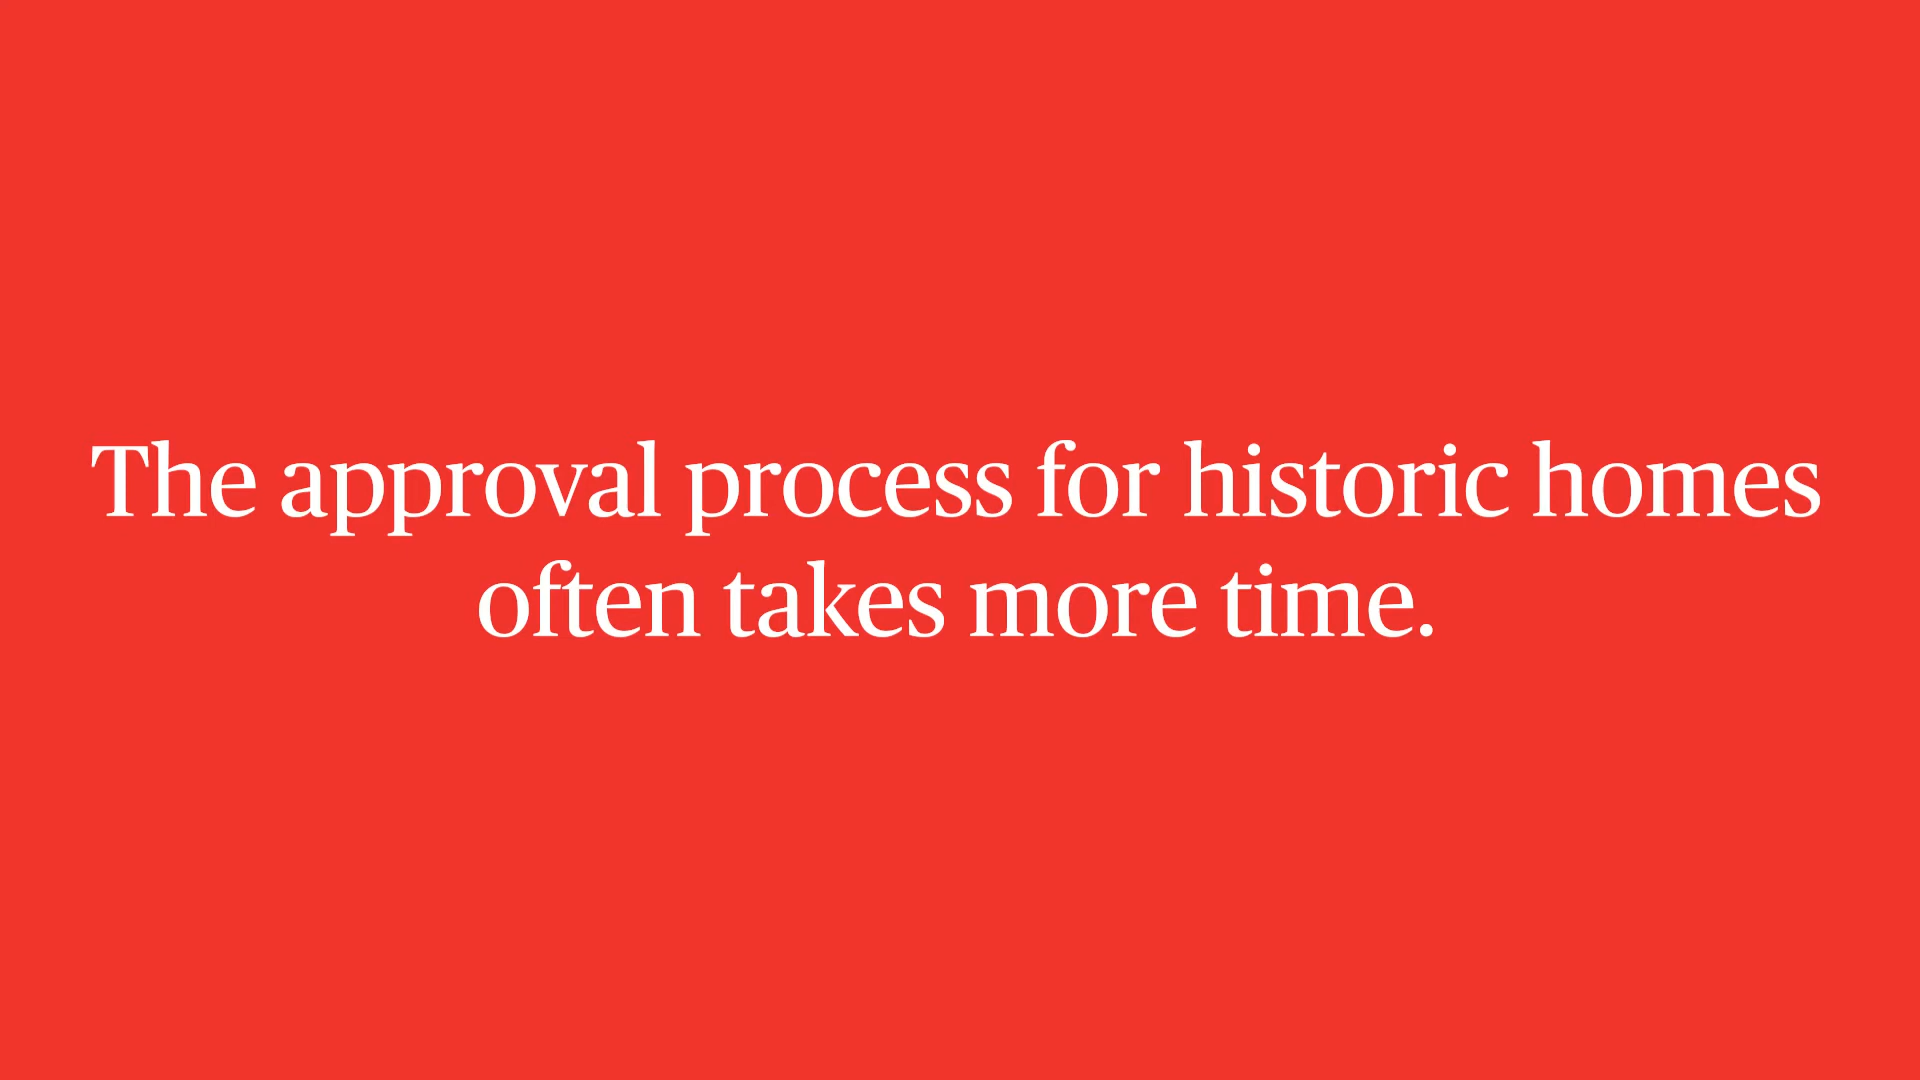 The approval process for historic homes
often takes more time.